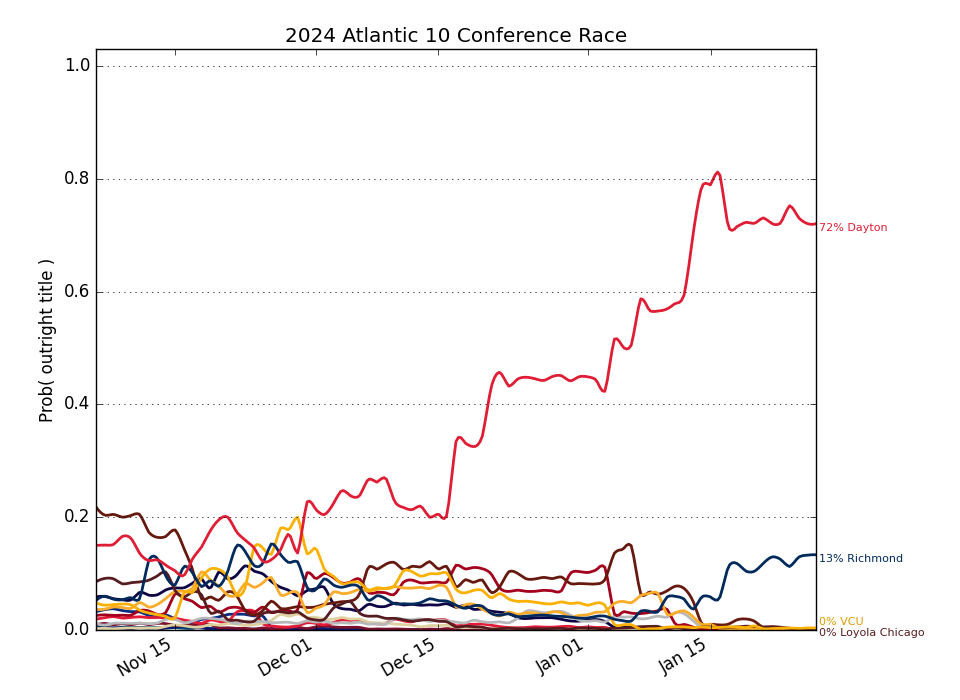 2024 Atlantic 10 Conference Race
Prob( outright title )
1.0
0.8
0.6
0.4
0.2
0.0
72% Dayton
13% Richmond
0% VCU
0% Loyola Chicago
Nov 15
Dec 01
Dec 15
Jan 01
Jan 15